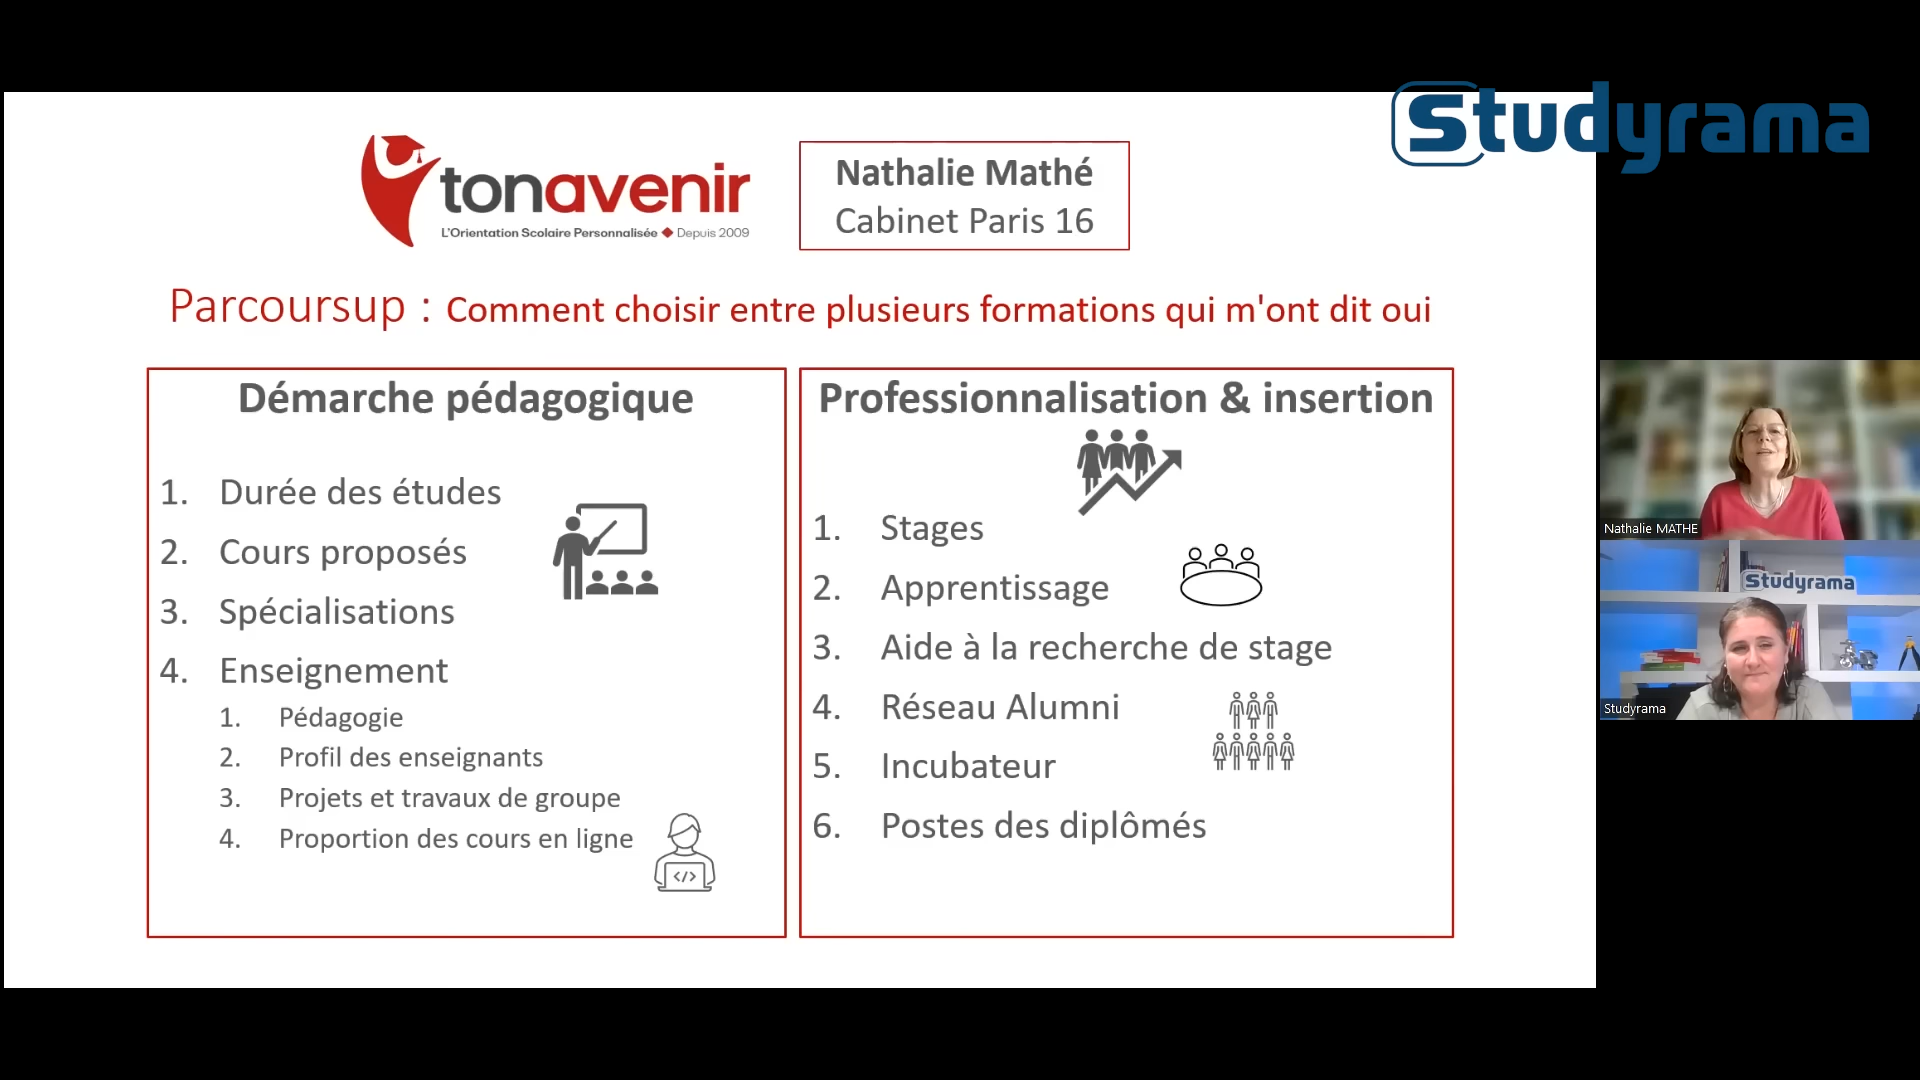 Studyrama
tonavenir
L'Orientation Scolaire Personnalisée ◆ Depuis 2009
Nathalie Mathé
Cabinet Paris 16
Parcoursup : Comment choisir entre plusieurs formations qui m'ont dit oui
Démarche pédagogique
1. Durée des études
2. Cours proposés
3. Spécialisations
4. Enseignement
1. Pédagogie
2. Profil des enseignants
3. Projets et travaux de groupe
4. Proportion des cours en ligne
</>
Professionnalisation & insertion
1. Stages
2. Apprentissage
3. Aide à la recherche de stage
4. Réseau Alumni
5. Incubateur
6. Postes des diplômés
Nathalie MATHE
Studyrama
Studyrama